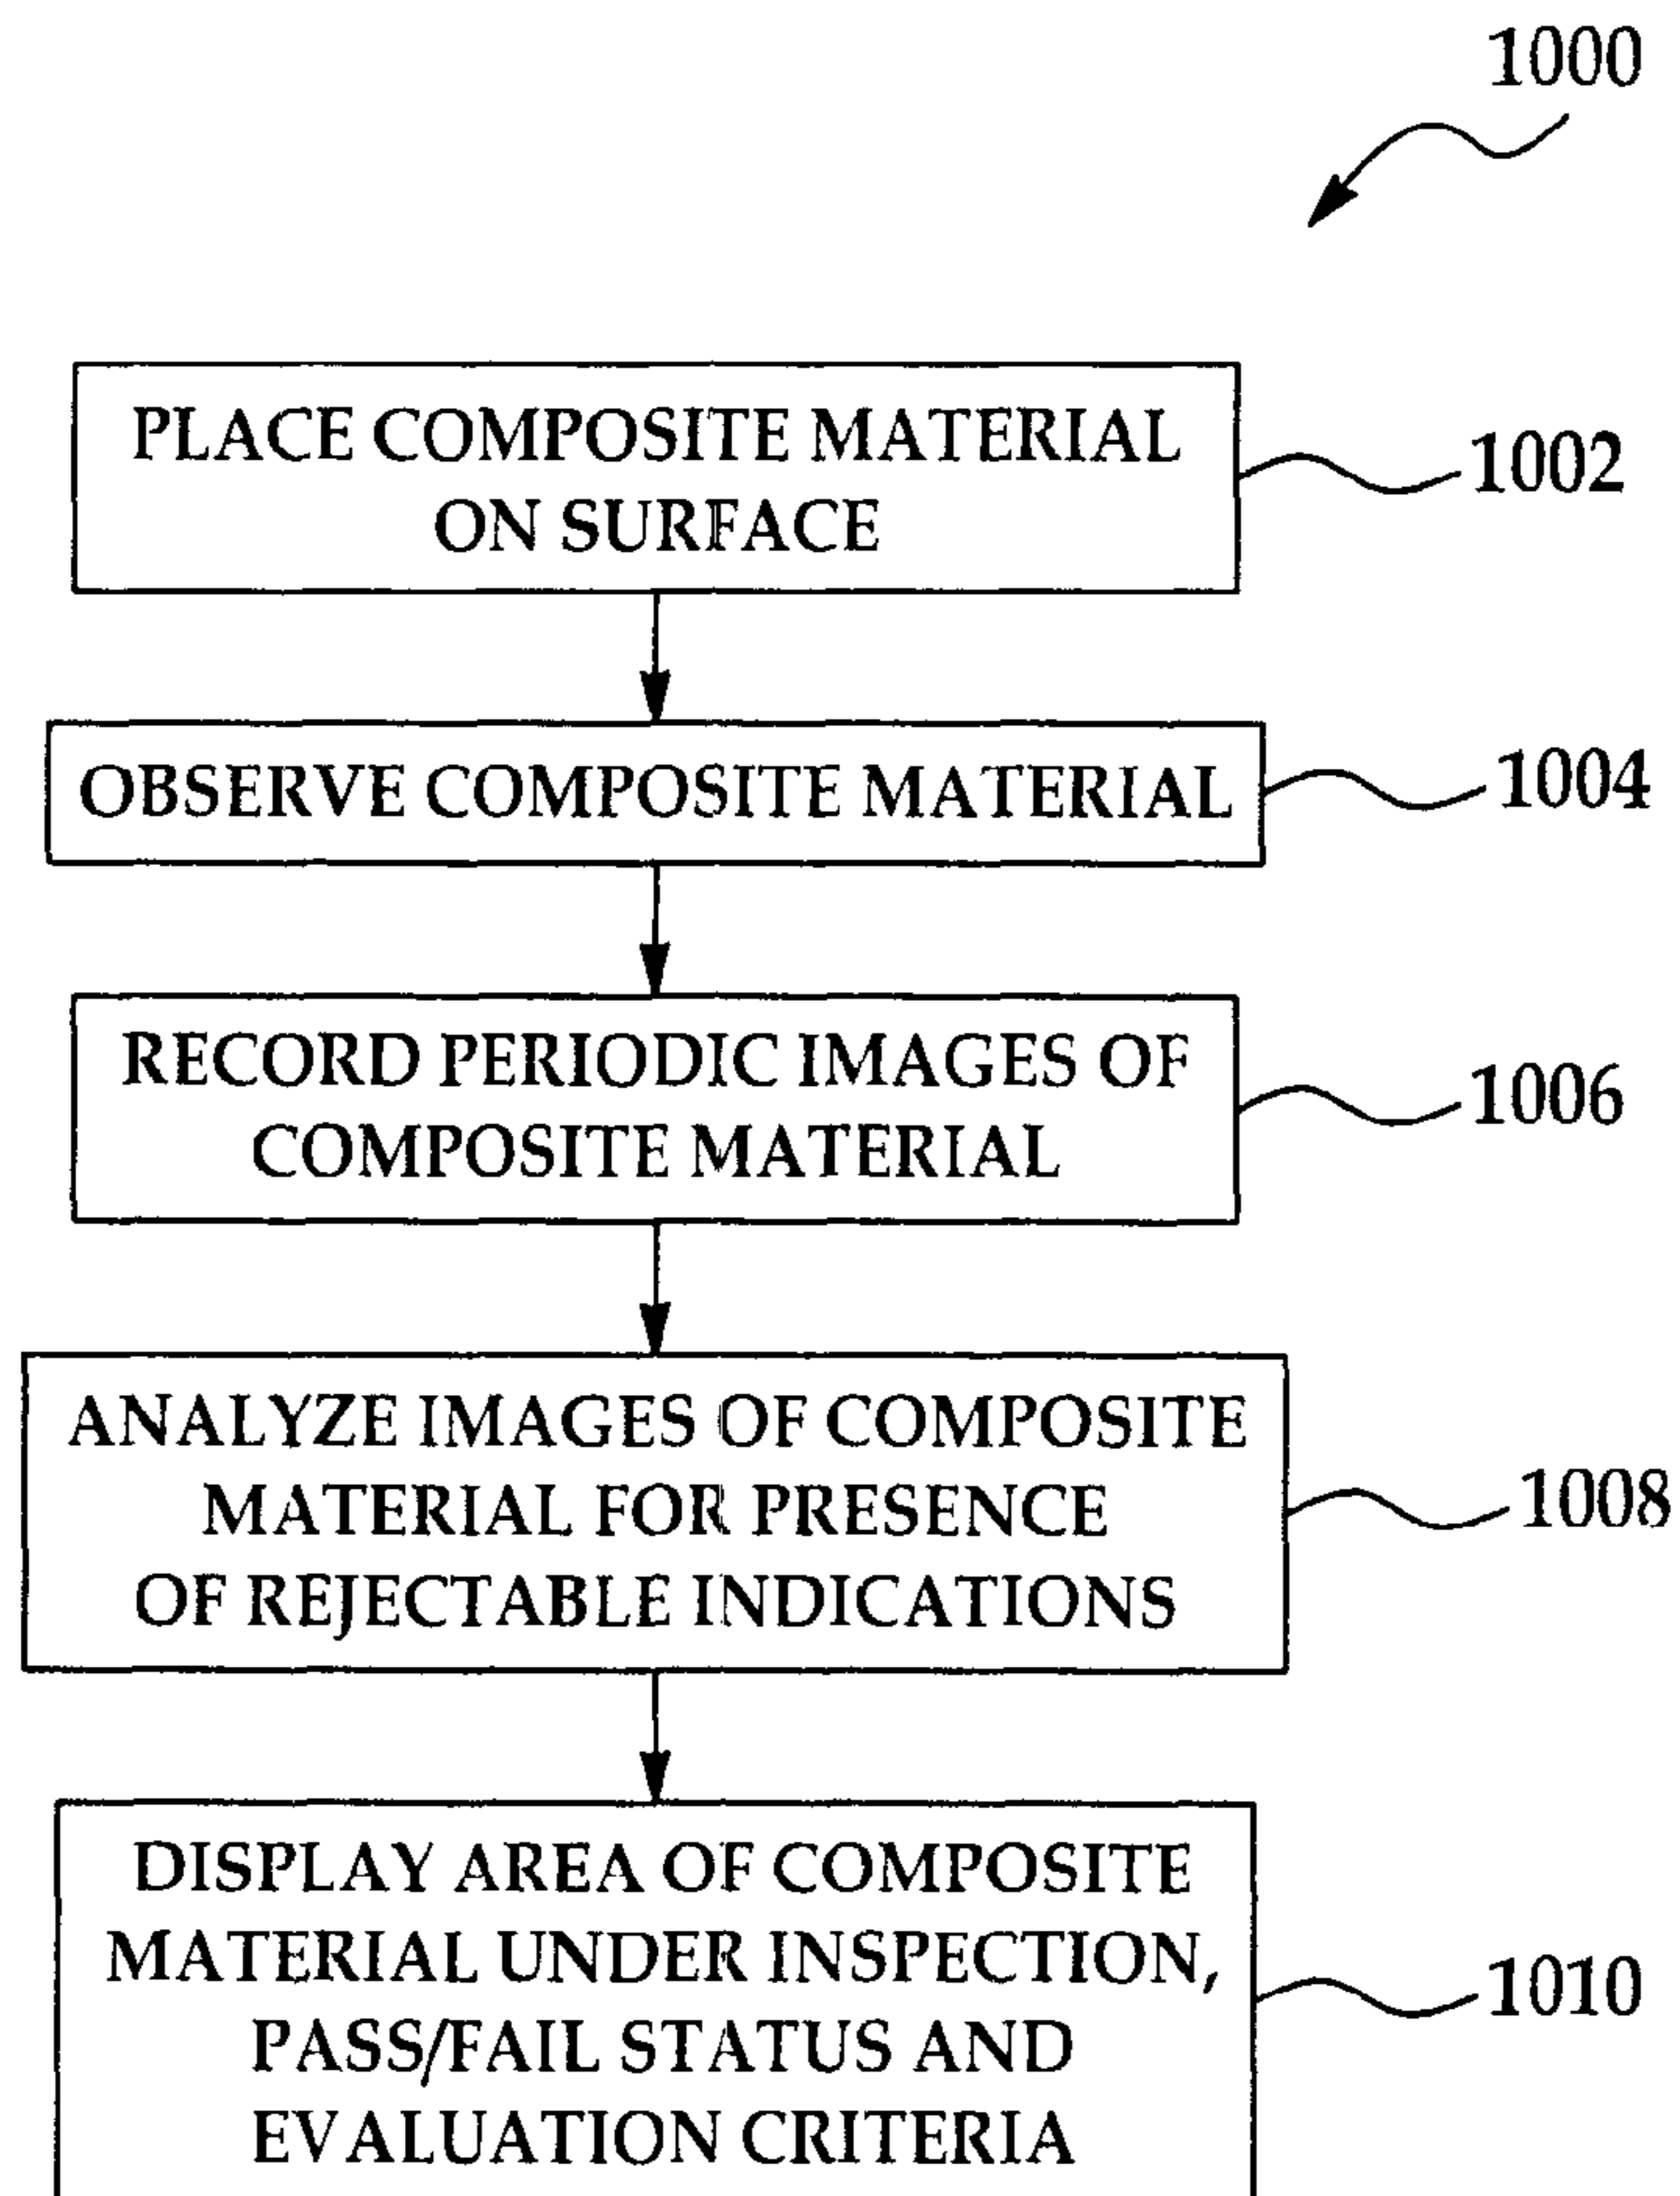 1000
PLACE COMPOSITE MATERIAL
ON SURFACE
1002
OBSERVE COMPOSITE MATERIAL
1004
RECORD PERIODIC IMAGES OF
COMPOSITE MATERIAL
1006
ANALYZE IMAGES OF COMPOSITE
MATERIAL FOR PRESENCE
OF REJECTABLE INDICATIONS
1008
DISPLAY AREA OF COMPOSITE
MATERIAL UNDER INSPECTION,
PASS/FAIL STATUS AND
EVALUATION CRITERIA
1010